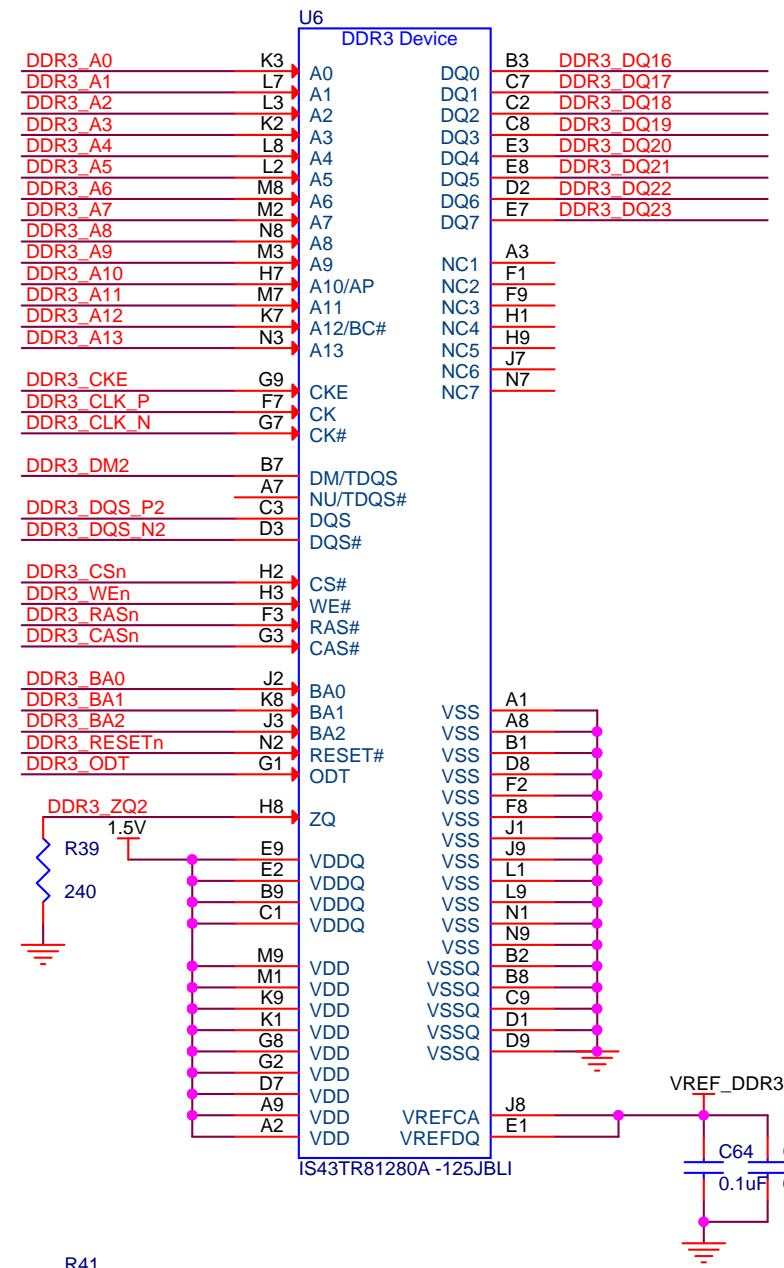 U6
DDR3 Device
DDR3_A0 K3 A0 DQ0 B3 DDR3_DQ16
DDR3_A1 L7 A1 DQ1 C7 DDR3_DQ17
DDR3_A2 L3 A2 DQ2 C2 DDR3_DQ18
DDR3_A3 K2 A3 DQ3 C8 DDR3_DQ19
DDR3_A4 L8 A4 DQ4 E3 DDR3_DQ20
DDR3_A5 L2 A5 DQ5 E8 DDR3_DQ21
DDR3_A6 M8 A6 DQ6 D2 DDR3_DQ22
DDR3_A7 M2 A7 DQ7 E7 DDR3_DQ23
DDR3_A8 N8 A8
DDR3_A9 M3 A9 NC1 A3
DDR3_A10 H7 A10/AP NC2 F1
DDR3_A11 M7 A11 NC3 F9
DDR3_A12 K7 A12/BC# NC4 H1
DDR3_A13 N3 A13 NC5 H9
NC6 J7
DDR3_CKE G9 CKE NC7 N7
DDR3_CLK_P F7 CK
DDR3_CLK_N G7 CK#
DDR3_DM2 B7 DM/TDQS
A7 NU/TDQS#
DDR3_DQS_P2 C3 DQS
DDR3_DQS_N2 D3 DQS#
DDR3_CSn H2 CS#
DDR3_WEn H3 WE#
DDR3_RASn F3 RAS#
DDR3_CASn G3 CAS#
DDR3_BA0 J2 BA0
DDR3_BA1 K8 BA1 VSS A1
DDR3_BA2 J3 BA2 VSS A8
DDR3_RESETn N2 RESET# VSS B1
DDR3_ODT G1 ODT VSS D8
VSS F2
DDR3_ZQ2 H8 ZQ VSS F8
1.5V VSS J1
R39 E9 VDDQ VSS J9
E2 VDDQ VSS L1
240 B9 VDDQ VSS L9
C1 VDDQ VSS N1
VSS N9
M9 VDD VSSQ B2
M1 VDD VSSQ B8
K9 VDD VSSQ C9
K1 VDD VSSQ D1
G8 VDD VSSQ D9
G2 VDD
D7 VDD VREF_DDR3
A9 VDD VREFCA J8
A2 VDD VREFDQ E1
C64
IS43TR81280A -125JBLI
0.1uF
R41